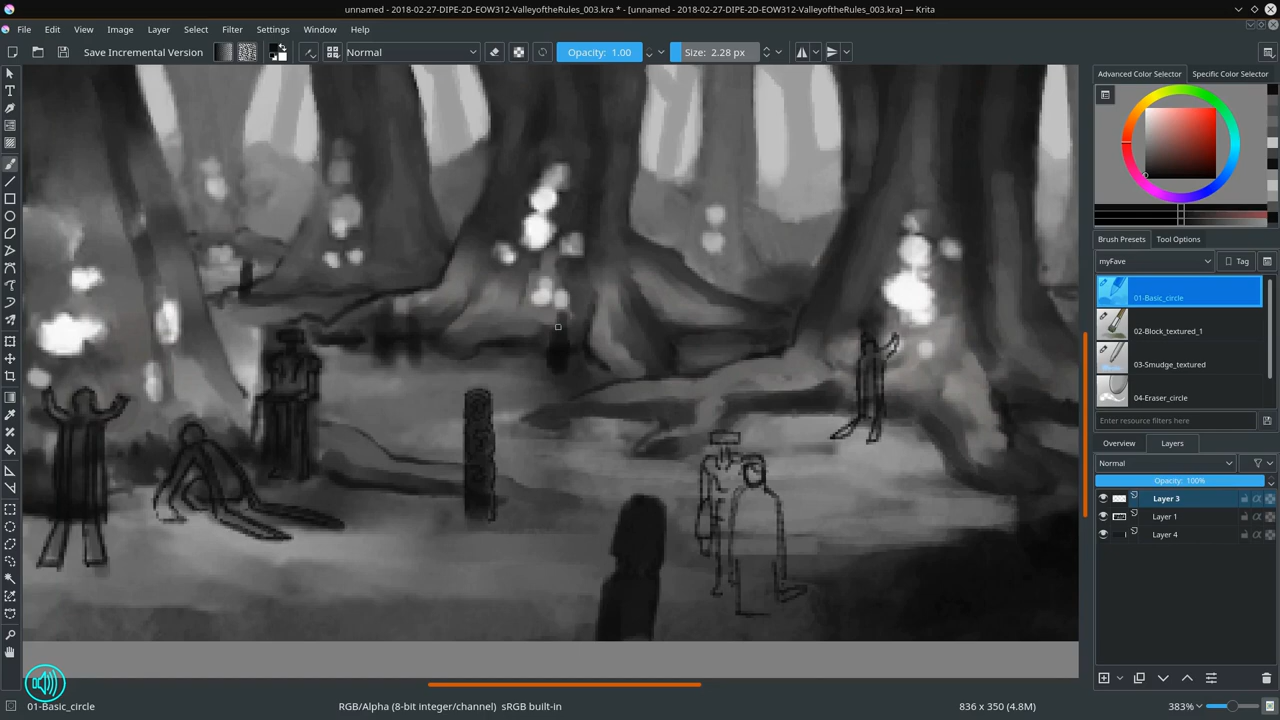 unnamed - 2018-02-27-DIPE-2D-EOW312-ValleyoftheRules_003.kra * - [unnamed - 2018-02-27-DIPE-2D-EOW312-ValleyoftheRules_003.kra] — Krita
File Edit View Image Layer Select Filter Settings Window Help
Save Incremental Version Normal Opacity: 1.00 Size: 2.28 px
Advanced Color Selector Specific Color Selector
Brush Presets Tool Options
myFave Tag
01-Basic_circle
02-Block_textured_1
03-Smudge_textured
04-Eraser_circle
Enter resource filters here
Overview Layers
Normal
Opacity: 100%
Layer 3
Layer 1
Layer 4
01-Basic_circle RGB/Alpha (8-bit integer/channel) sRGB built-in 836 x 350 (4.8M) 383%